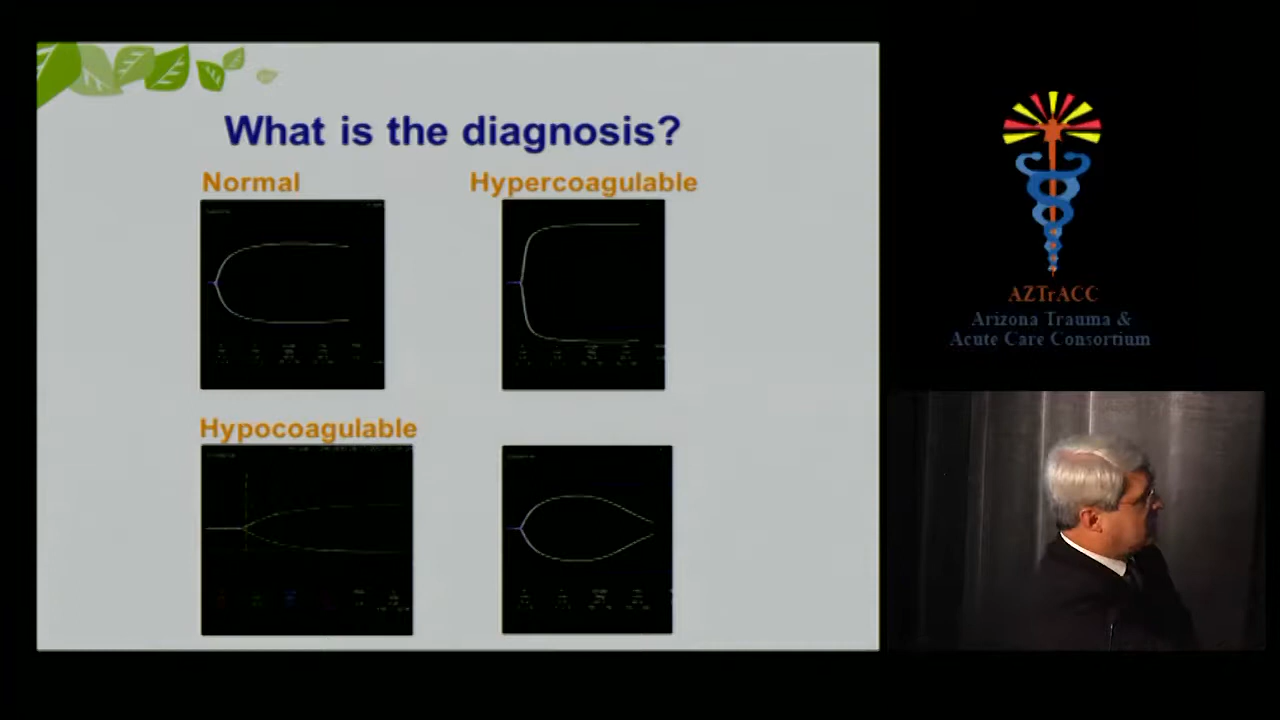 What is the diagnosis?
Normal
Hypercoagulable
Hypocoagulable
AZTrACC
Arizona Trauma &
Acute Care Consortium